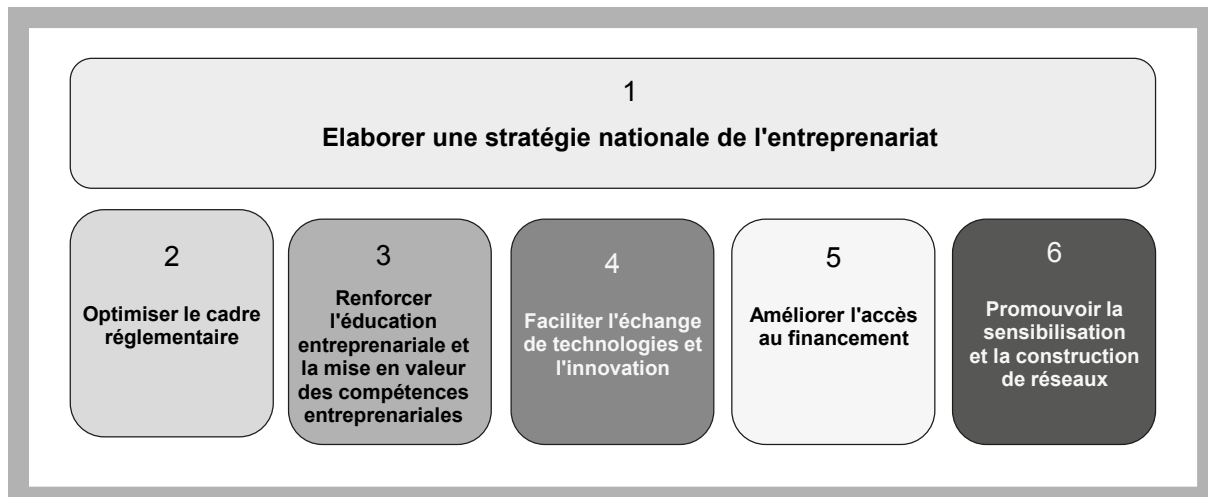 1
Elaborer une stratégie nationale de l'entreprenariat
2
Optimiser le cadre
réglementaire
3
Renforcer
l'éducation
entreprenariale et
la mise en valeur
des compétences
entreprenariales
4
Faciliter l'échange
de technologies et
l'innovation
5
Améliorer l'accès
au financement
6
Promouvoir la
sensibilisation
et la construction
de réseaux